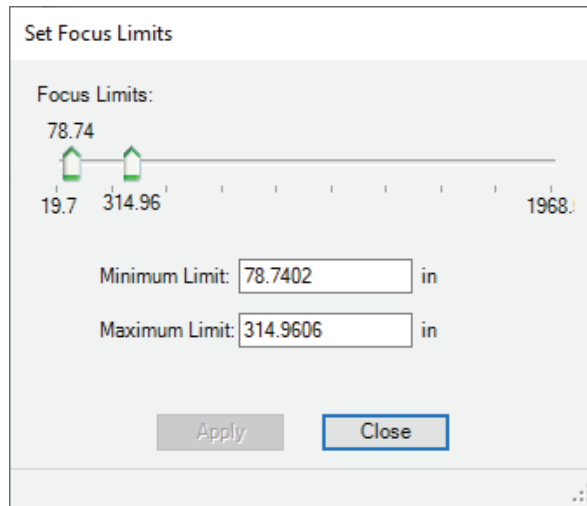 Set Focus Limits
Focus Limits:
78.74
19.7 314.96 1968.
Minimum Limit: 78.7402 in
Maximum Limit: 314.9606 in
Apply Close